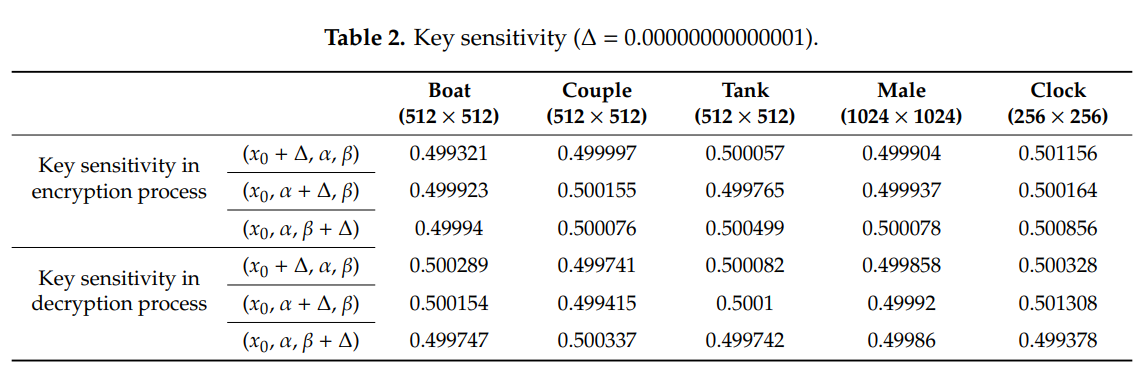 Table 2. Key sensitivity (Δ = 0.00000000000001).
Boat Couple Tank Male Clock
(512 × 512) (512 × 512) (512 × 512) (1024 × 1024) (256 × 256)
Key sensitivity in encryption process
(x₀ + Δ, α, β) 0.499321 0.499997 0.500057 0.499904 0.501156
(x₀, α + Δ, β) 0.499923 0.500155 0.499765 0.499937 0.500164
(x₀, α, β + Δ) 0.49994 0.500076 0.500499 0.500078 0.500856
Key sensitivity in decryption process
(x₀ + Δ, α, β) 0.500289 0.499741 0.500082 0.499858 0.500328
(x₀, α + Δ, β) 0.500154 0.499415 0.5001 0.49992 0.501308
(x₀, α, β + Δ) 0.499747 0.500337 0.499742 0.49986 0.499378